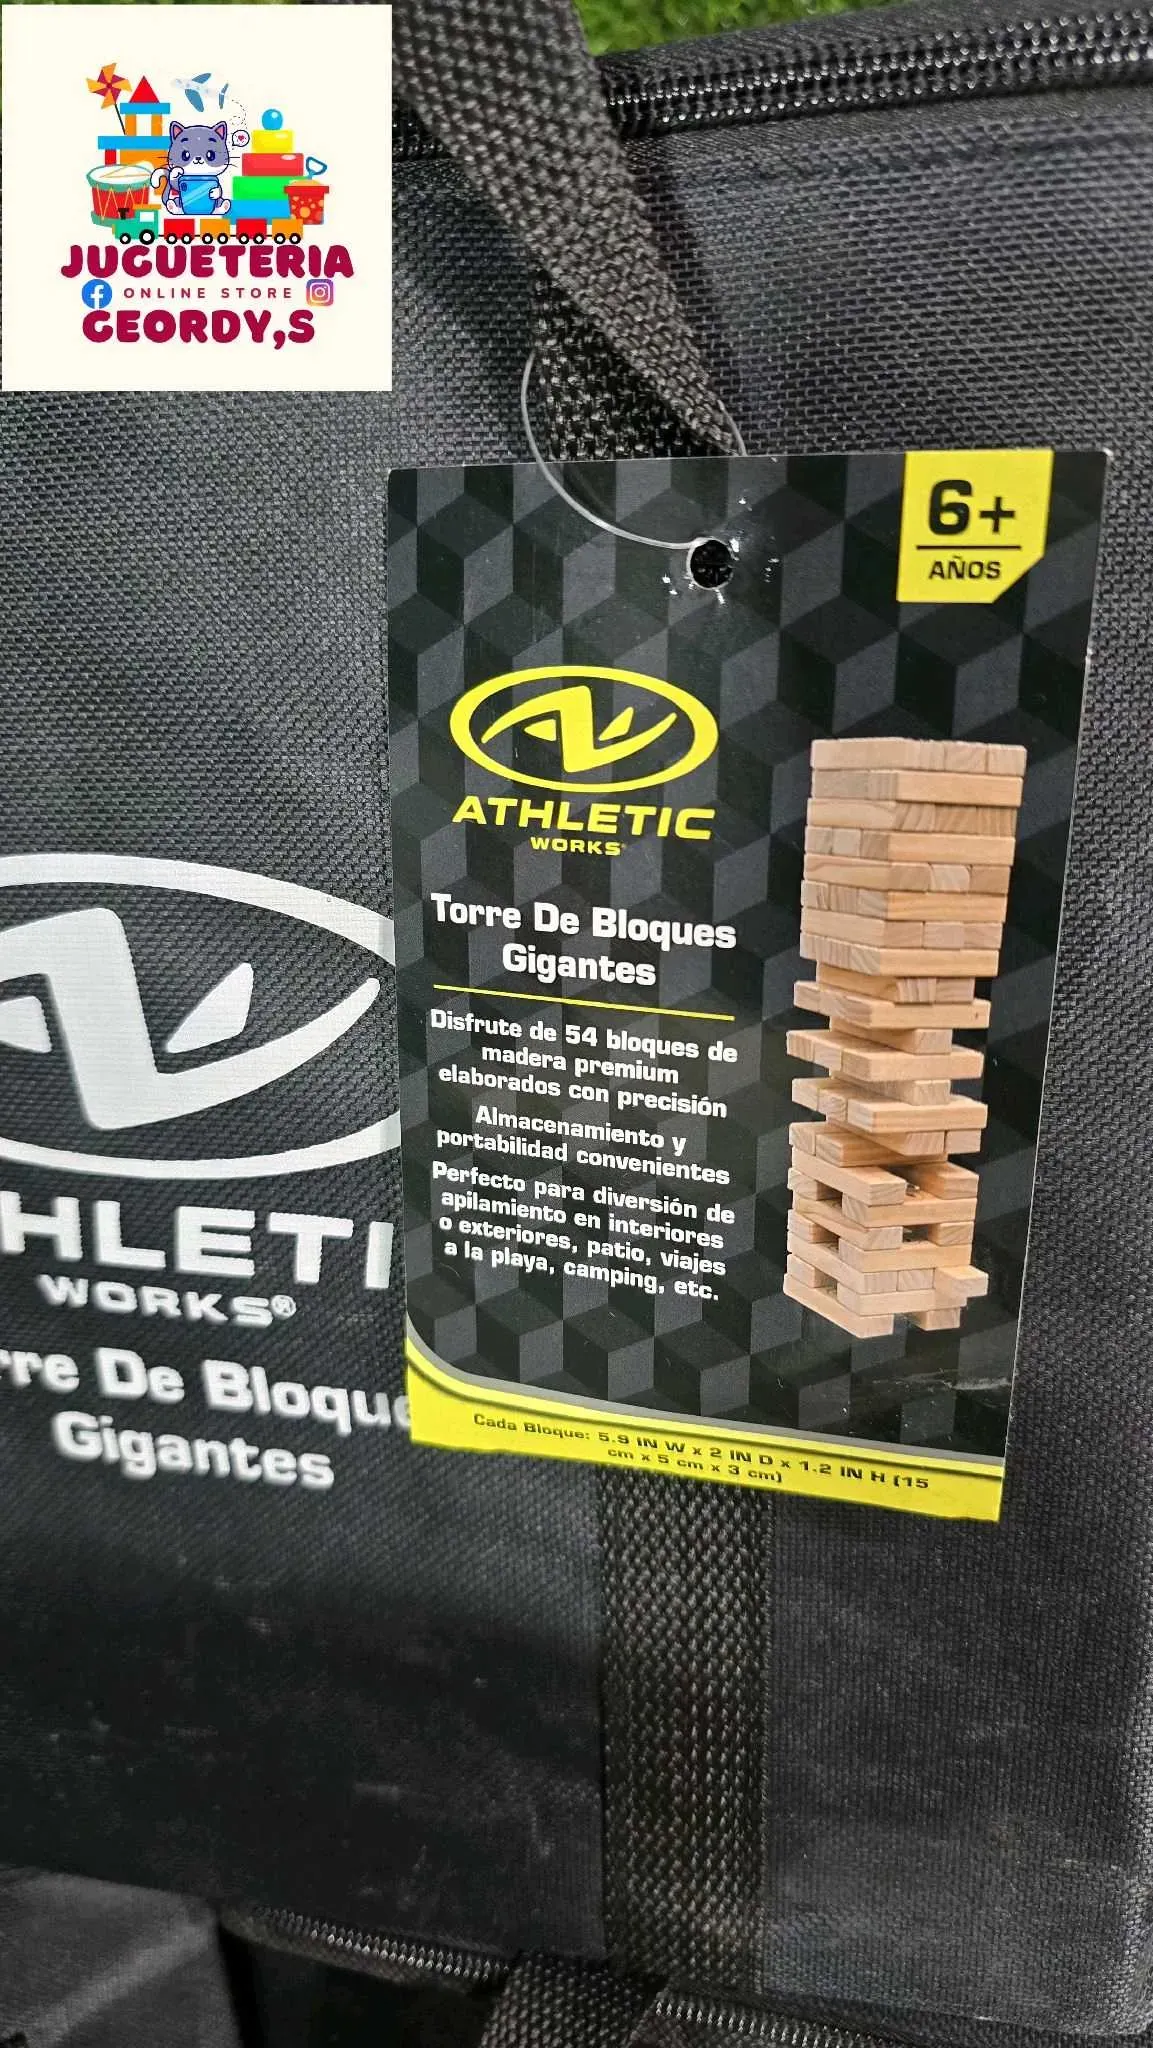 JUGUETERIA
ONLINE STORE
GEORDY,S
6+
AÑOS
ATHLETIC
WORKS
Torre De Bloques
Gigantes
Disfrute de 54 bloques de
madera premium
elaborados con precisión
Almacenamiento y
portabilidad convenientes
Perfecto para diversión de
apilamiento en interiores
o exteriores, patio, viajes
a la playa, camping, etc.
Cada Bloque: 5.9 IN W x 2 IN D x 1.2 IN H (15
cm x 5 cm x 3 cm)
HLETI
WORKS®
rre De Bloque
Gigantes